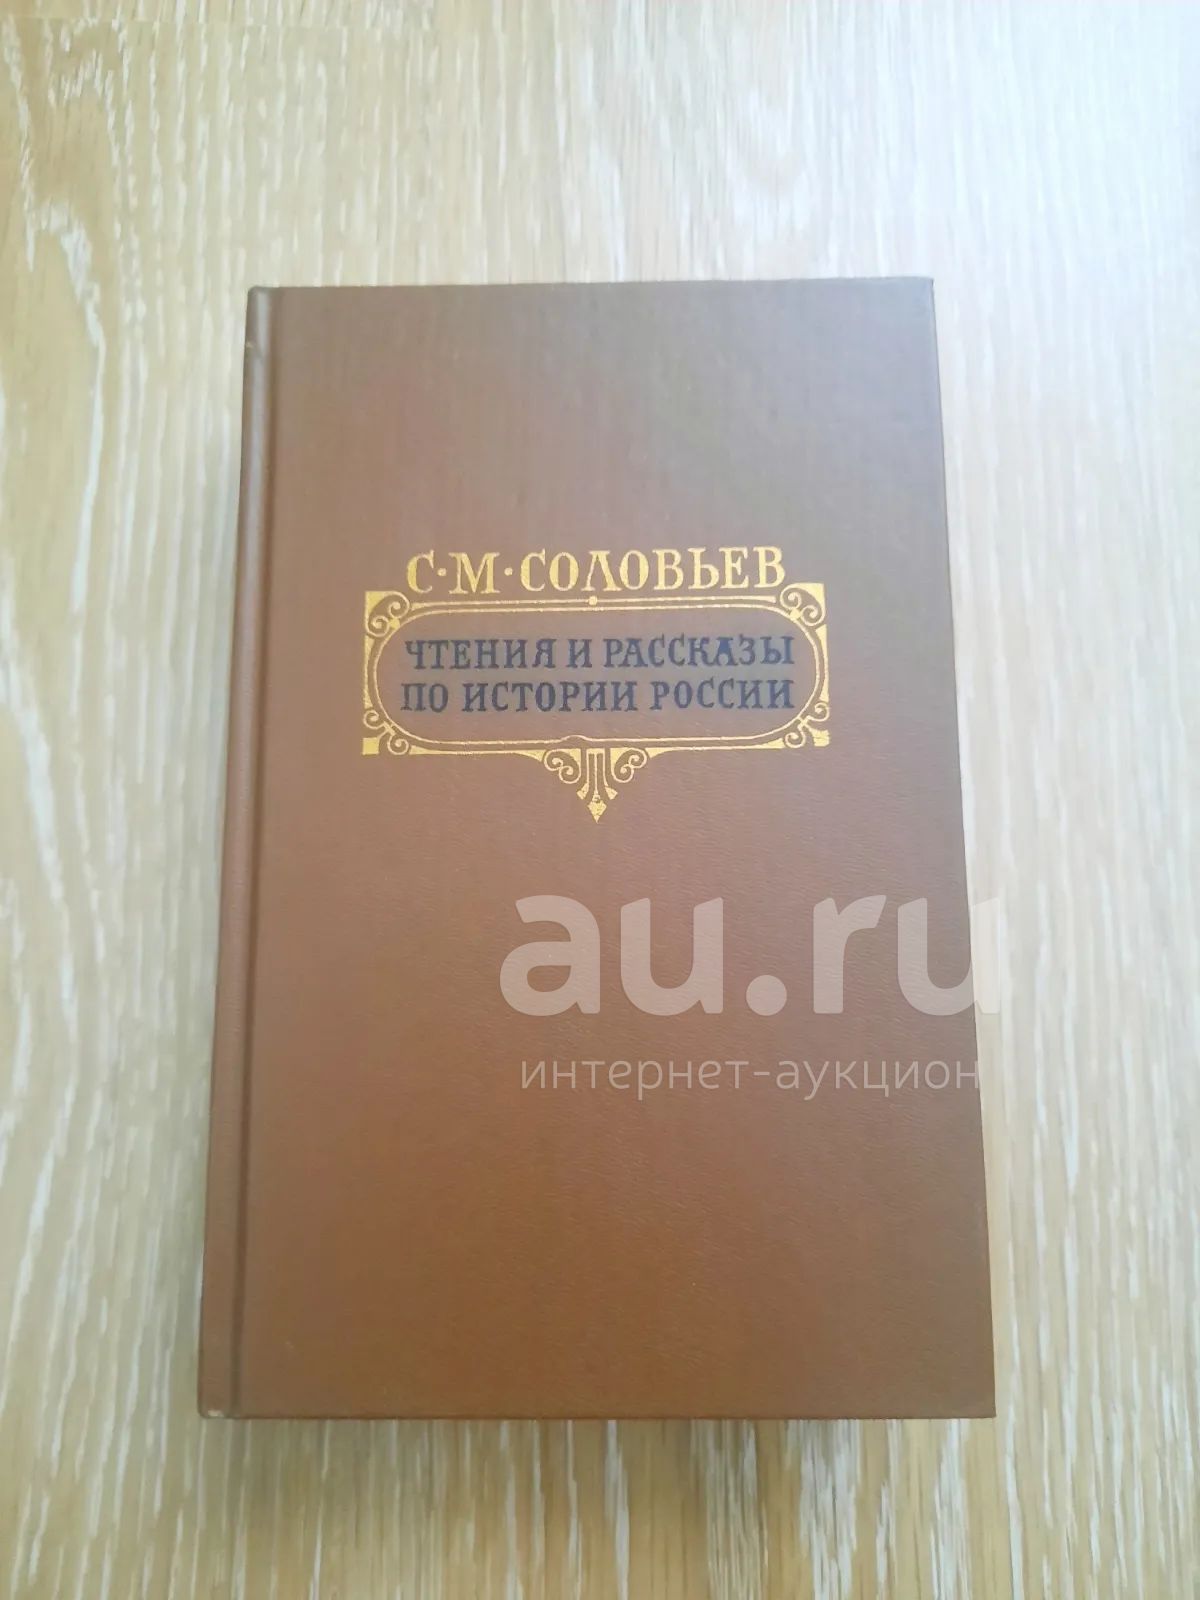 С·М·СОЛОВЬЕВ
ЧТЕНИЯ И РАССКАЗЫ
ПО ИСТОРИИ РОССИИ
au.ru
интернет-аукцион